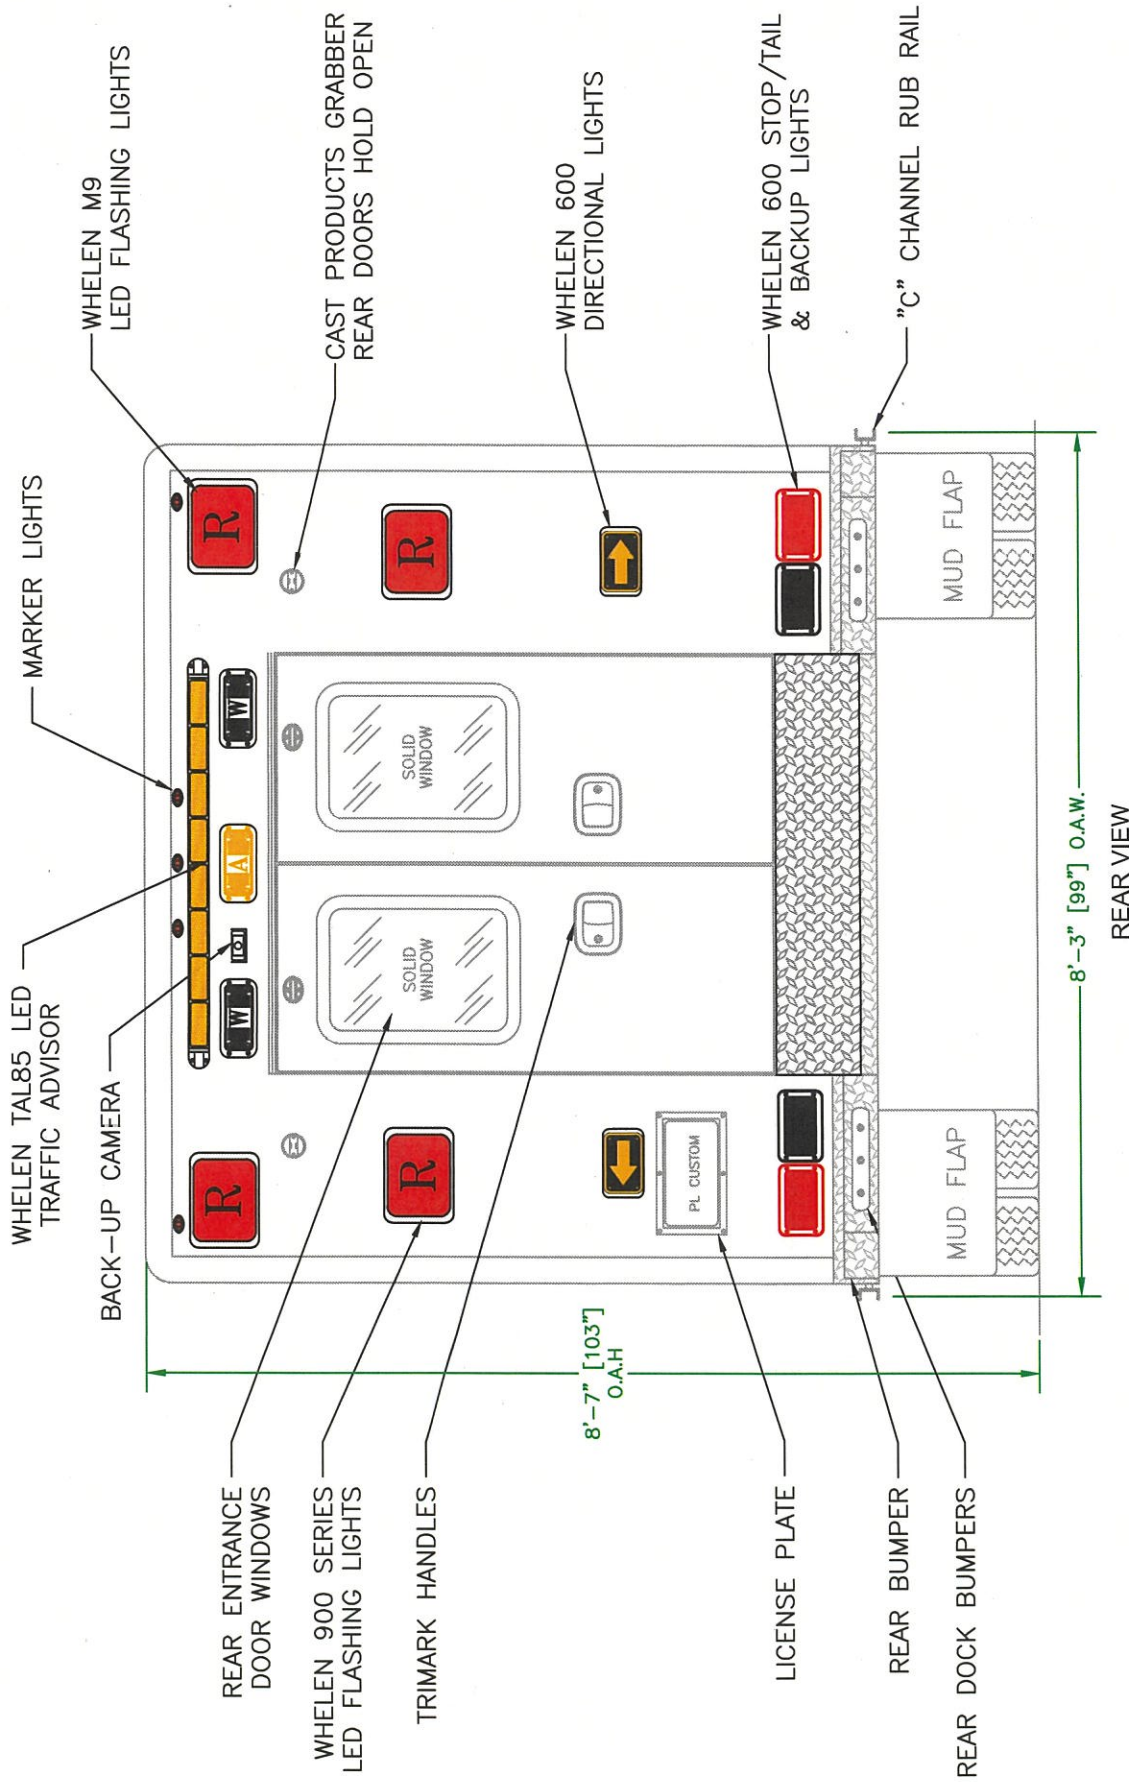 WHELEN TAL85 LED
TRAFFIC ADVISOR
MARKER LIGHTS
BACK-UP CAMERA
WHELEN M9
LED FLASHING LIGHTS
REAR ENTRANCE
DOOR WINDOWS
CAST PRODUCTS GRABBER
REAR DOORS HOLD OPEN
WHELEN 900 SERIES
LED FLASHING LIGHTS
TRIMARK HANDLES
WHELEN 600
DIRECTIONAL LIGHTS
LICENSE PLATE
WHELEN 600 STOP/TAIL
& BACKUP LIGHTS
REAR BUMPER
"C" CHANNEL RUB RAIL
REAR DOCK BUMPERS
R
R
W
A
W
R
R
SOLID
WINDOW
SOLID
WINDOW
PL CUSTOM
MUD FLAP
MUD FLAP
8'-7" [103"]
O.A.H
8'-3" [99"] O.A.W.
REAR VIEW